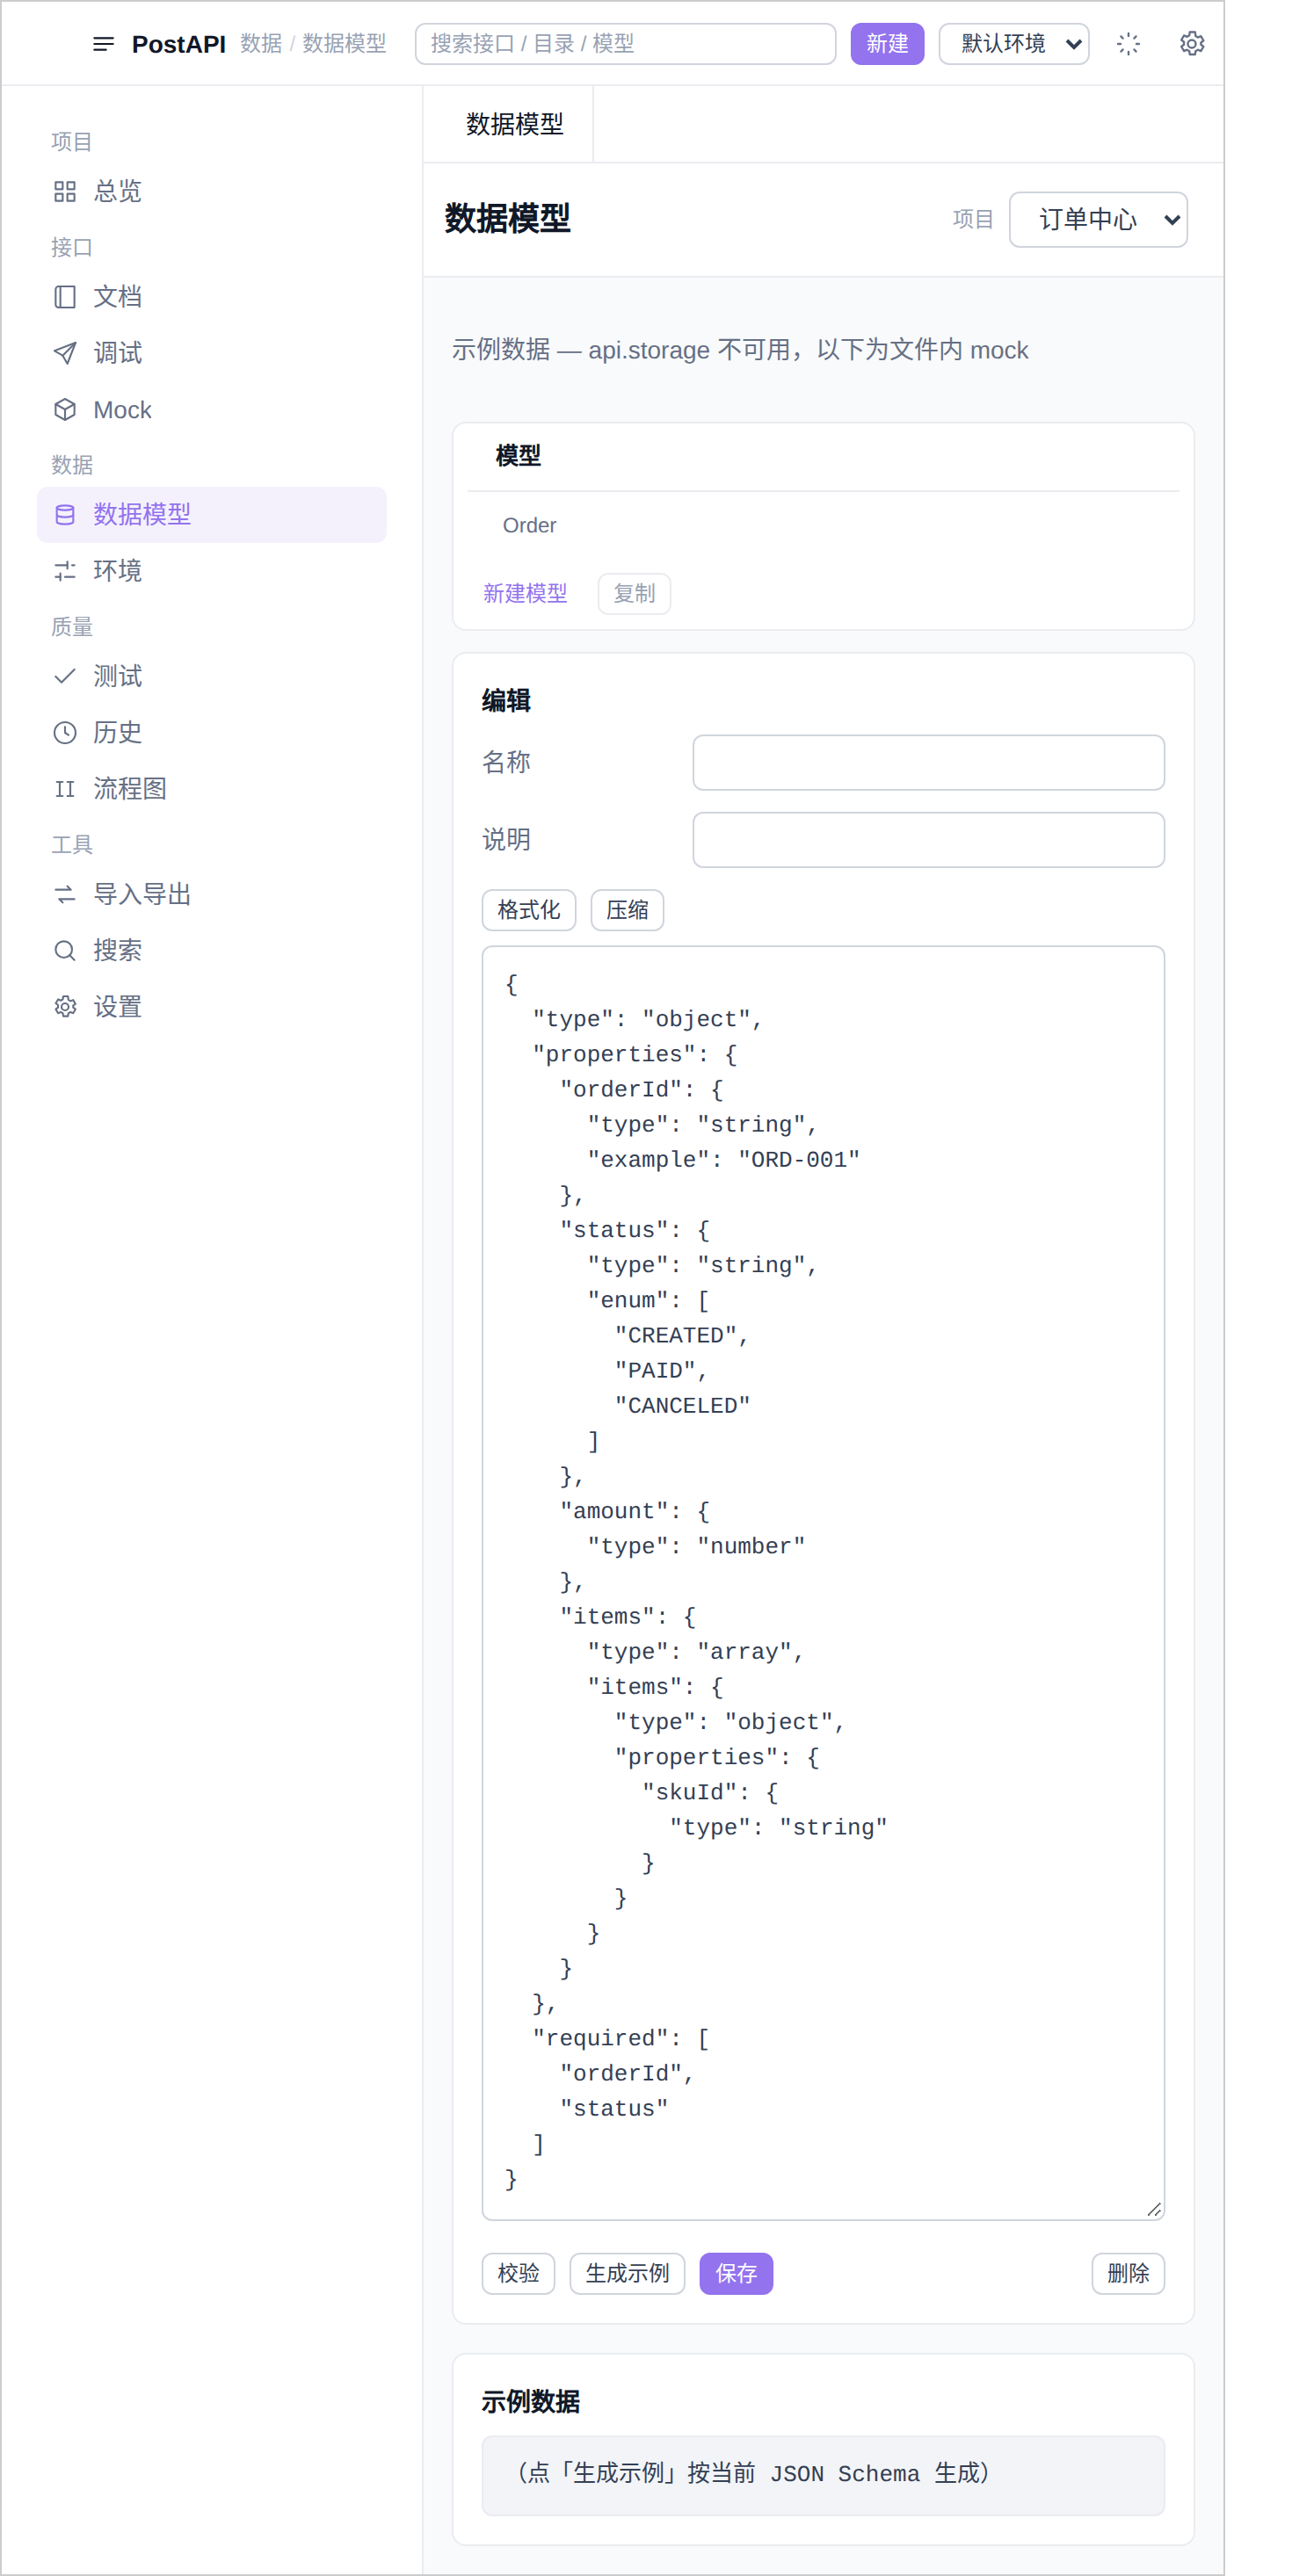 PostAPI 数据 / 数据模型 搜索接口 / 目录 / 模型 新建 默认环境
项目
总览
接口
文档
调试
Mock
数据
数据模型
环境
质量
测试
历史
流程图
工具
导入导出
搜索
设置
数据模型
数据模型 项目 订单中心
示例数据 — api.storage 不可用，以下为文件内 mock
模型
Order
新建模型 复制
编辑
名称
说明
格式化 压缩
{
  "type": "object",
  "properties": {
    "orderId": {
      "type": "string",
      "example": "ORD-001"
    },
    "status": {
      "type": "string",
      "enum": [
        "CREATED",
        "PAID",
        "CANCELED"
      ]
    },
    "amount": {
      "type": "number"
    },
    "items": {
      "type": "array",
      "items": {
        "type": "object",
        "properties": {
          "skuId": {
            "type": "string"
          }
        }
      }
    }
  },
  "required": [
    "orderId",
    "status"
  ]
}
校验 生成示例 保存 删除
示例数据
（点「生成示例」按当前 JSON Schema 生成）